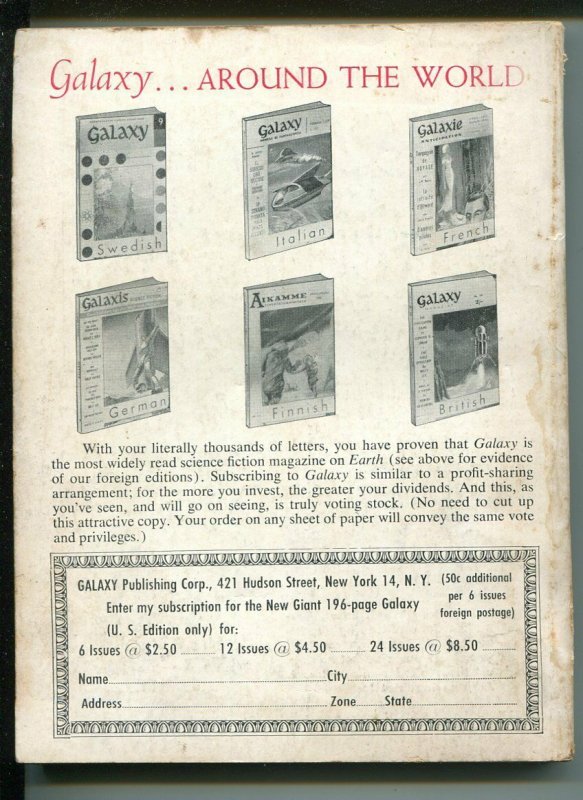 Galaxy... AROUND THE WORLD
Galaxy
9
Swedish
Galaxy
Italian
Galaxie
ANTICIPATION
French
Galaxis
SCIENCE FICTION
German
AIKAMME
Finnish
Galaxy
British
With your literally thousands of letters, you have proven that Galaxy is
the most widely read science fiction magazine on Earth (see above for evidence
of our foreign editions). Subscribing to Galaxy is similar to a profit-sharing
arrangement; for the more you invest, the greater your dividends. And this, as
you've seen, and will go on seeing, is truly voting stock. (No need to cut up
this attractive copy. Your order on any sheet of paper will convey the same vote
and privileges.)
GALAXY Publishing Corp., 421 Hudson Street, New York 14, N. Y. (50c additional
per 6 issues
Enter my subscription for the New Giant 196-page Galaxy
foreign postage)
(U. S. Edition only) for:
6 Issues @ $2.50 ........ 12 Issues @ $4.50 ........ 24 Issues @ $8.50 ........
Name........ City........
Address........ Zone...... State........